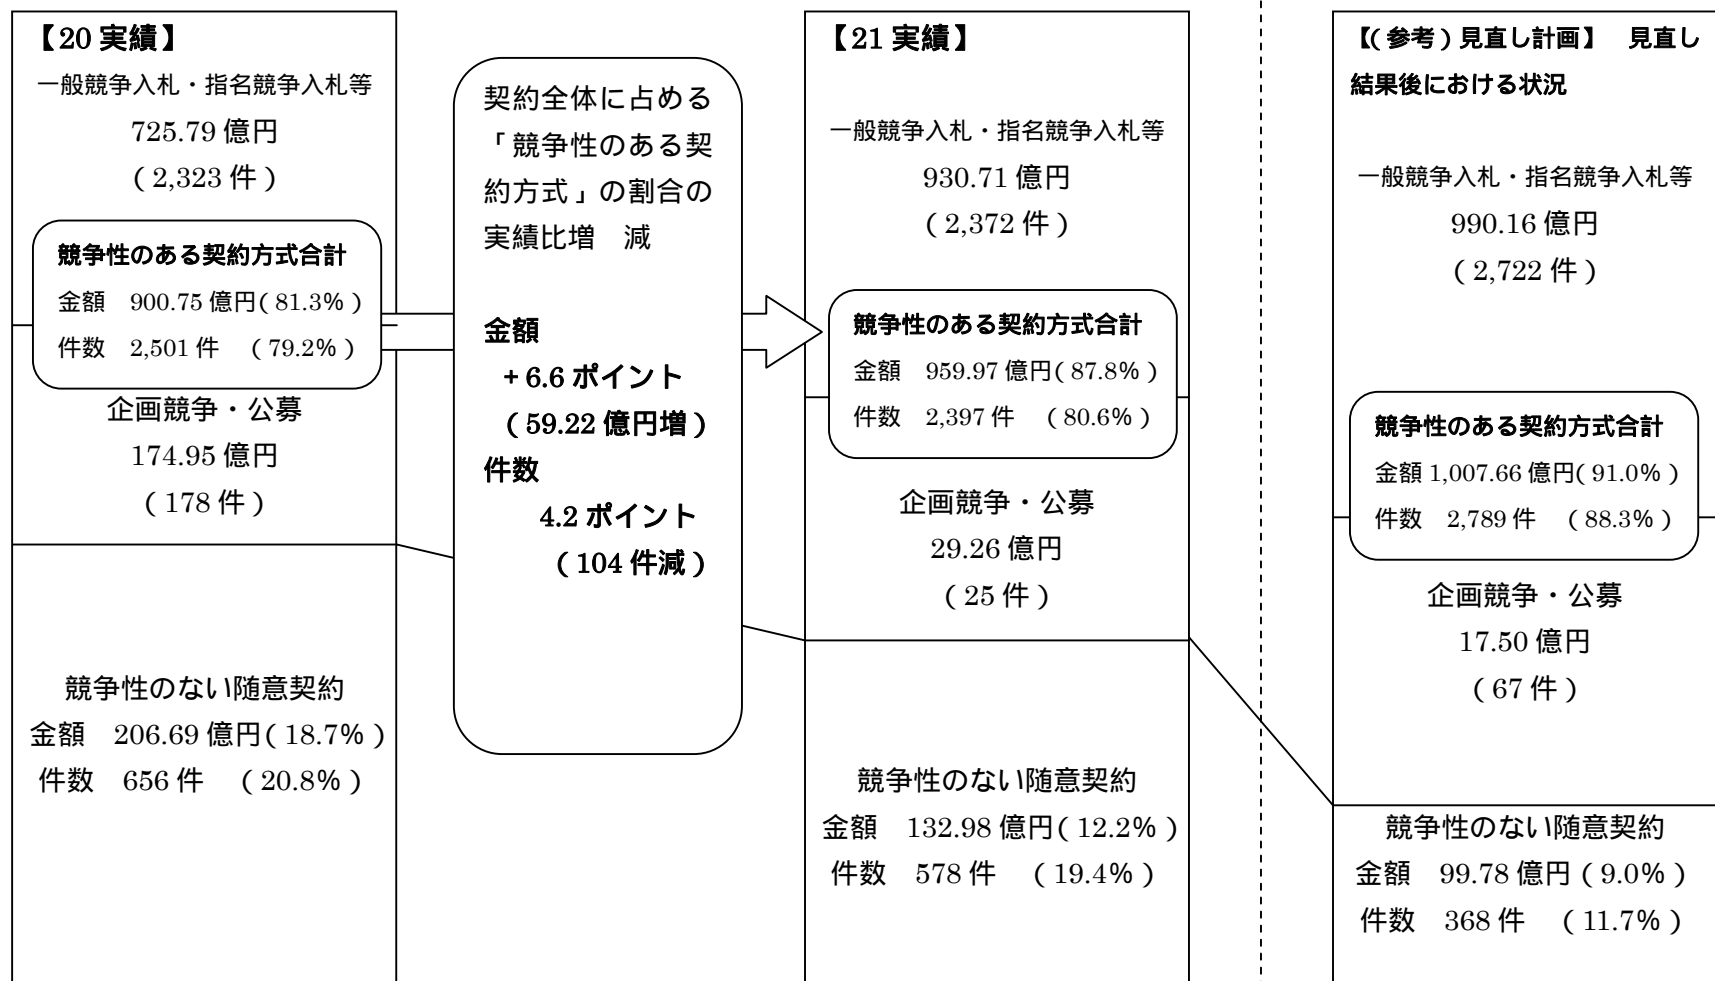 【20 実績】
一般競争入札・指名競争入札等
725.79 億円
(2,323 件)
競争性のある契約方式合計
金額　900.75 億円(81.3%)
件数　2,501 件　(79.2%)
企画競争・公募
174.95 億円
(178 件)
競争性のない随意契約
金額　206.69 億円(18.7%)
件数　656 件　(20.8%)
契約全体に占める
「競争性のある契
約方式」の割合の
実績比増　減
金額
+6.6 ポイント
(59.22 億円増)
件数
4.2 ポイント
(104 件減)
【21 実績】
一般競争入札・指名競争入札等
930.71 億円
(2,372 件)
競争性のある契約方式合計
金額　959.97 億円(87.8%)
件数　2,397 件　(80.6%)
企画競争・公募
29.26 億円
(25 件)
競争性のない随意契約
金額　132.98 億円(12.2%)
件数　578 件　(19.4%)
【(参考)見直し計画】　見直し
結果後における状況
一般競争入札・指名競争入札等
990.16 億円
(2,722 件)
競争性のある契約方式合計
金額 1,007.66 億円(91.0%)
件数　2,789 件　(88.3%)
企画競争・公募
17.50 億円
(67 件)
競争性のない随意契約
金額　99.78 億円(9.0%)
件数　368 件　(11.7%)